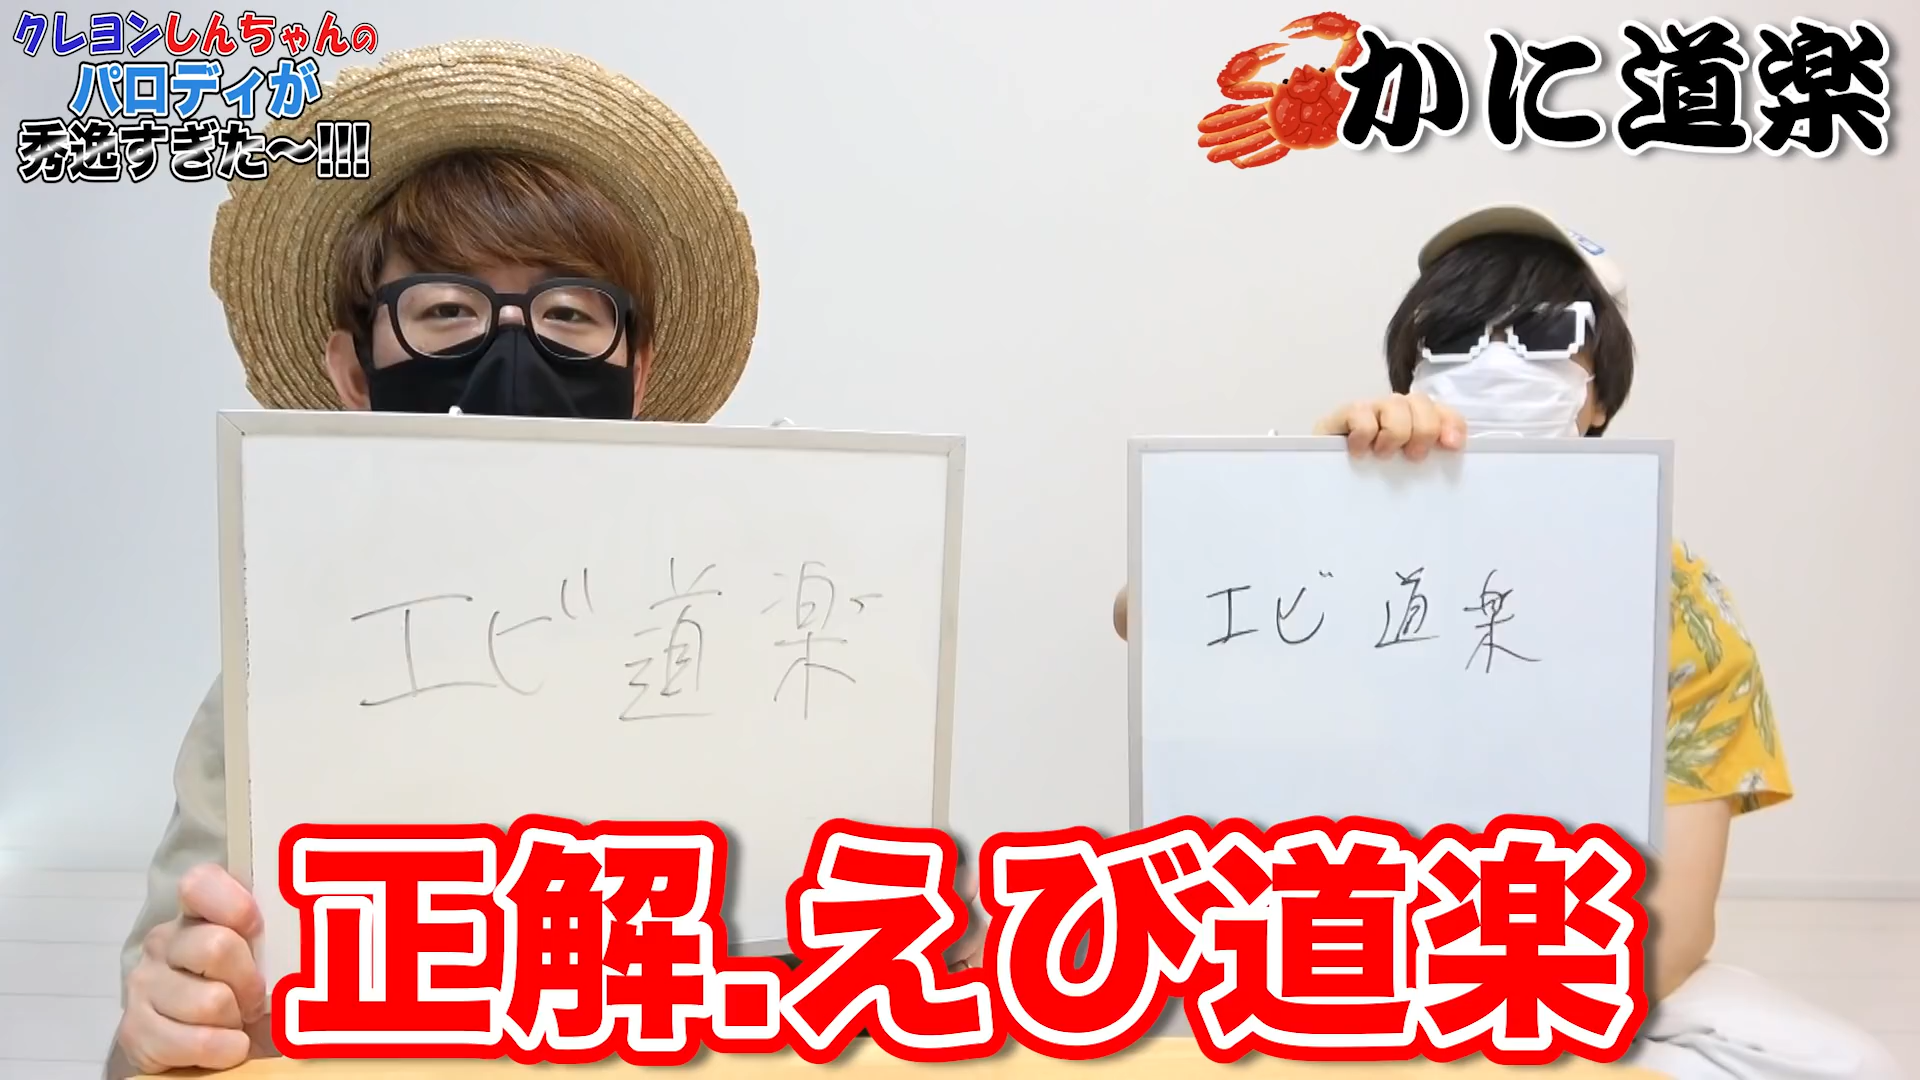 クレヨンしんちゃんの
パロディが
秀逸すぎた〜!!!
かに道楽
エビ道楽
エビ道楽
正解.えび道楽